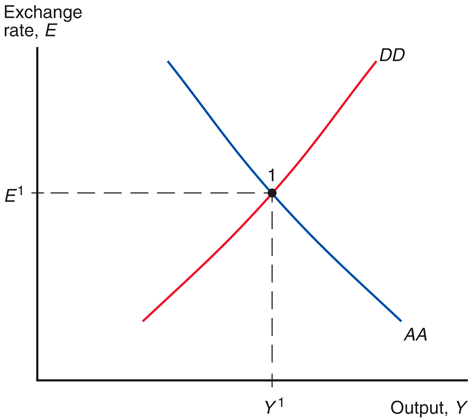 Exchange
rate, E
DD
1
E¹
AA
Y¹
Output, Y